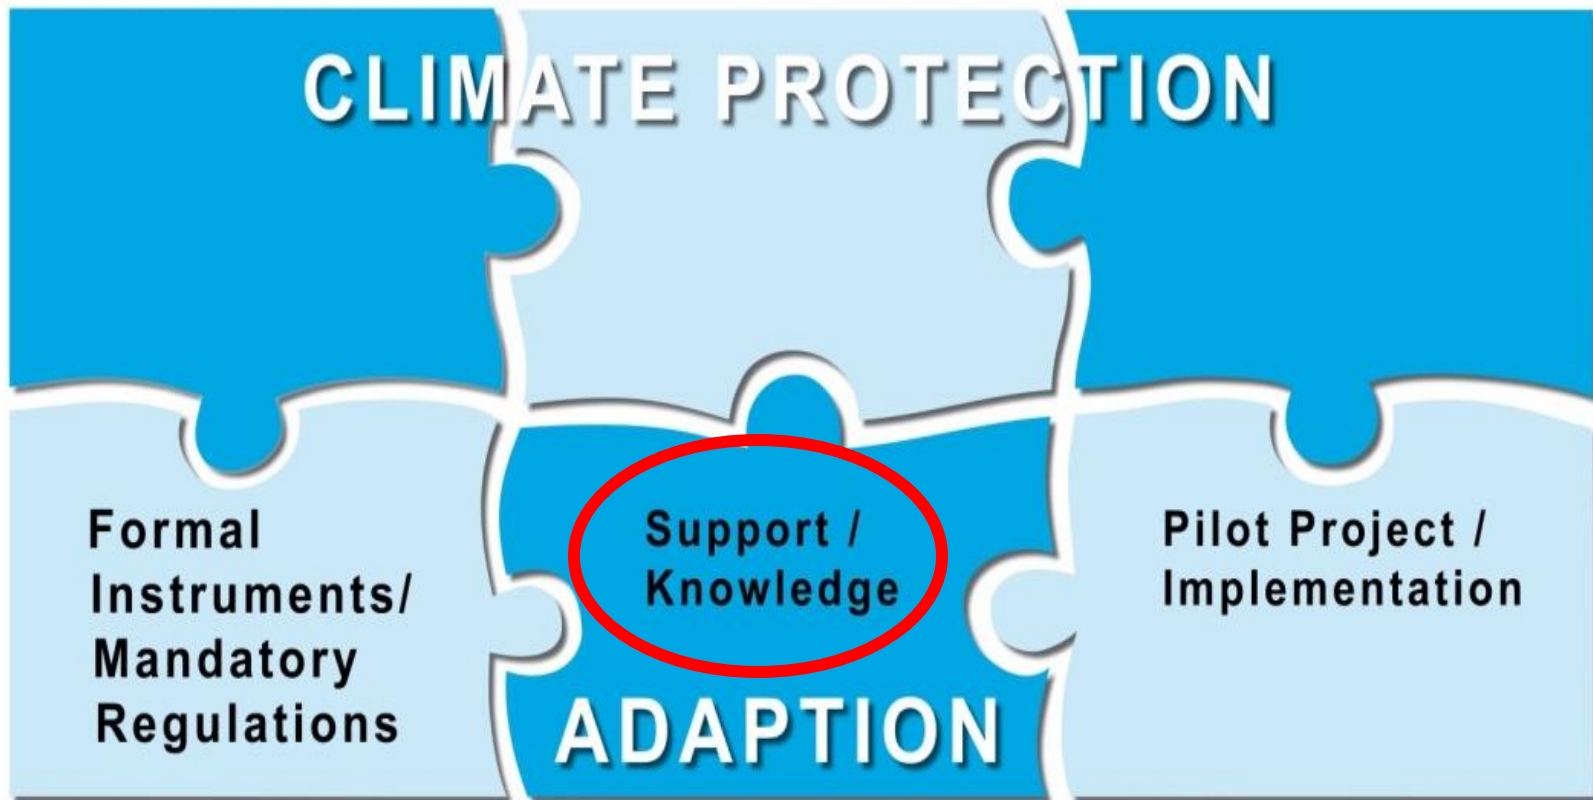 CLIMATE PROTECTION
Formal
Instruments/
Mandatory
Regulations
Support /
Knowledge
Pilot Project /
Implementation
ADAPTION